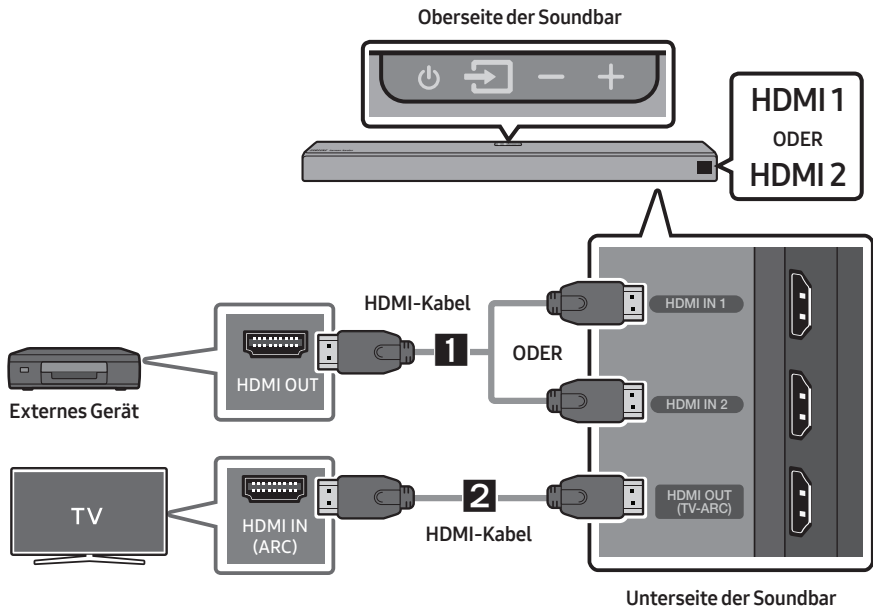 Oberseite der Soundbar
HDMI 1
ODER
HDMI 2
HDMI-Kabel
HDMI IN 1
1
ODER
HDMI OUT
Externes Gerät
HDMI IN 2
TV
HDMI IN
(ARC)
2
HDMI-Kabel
HDMI OUT
(TV-ARC)
Unterseite der Soundbar